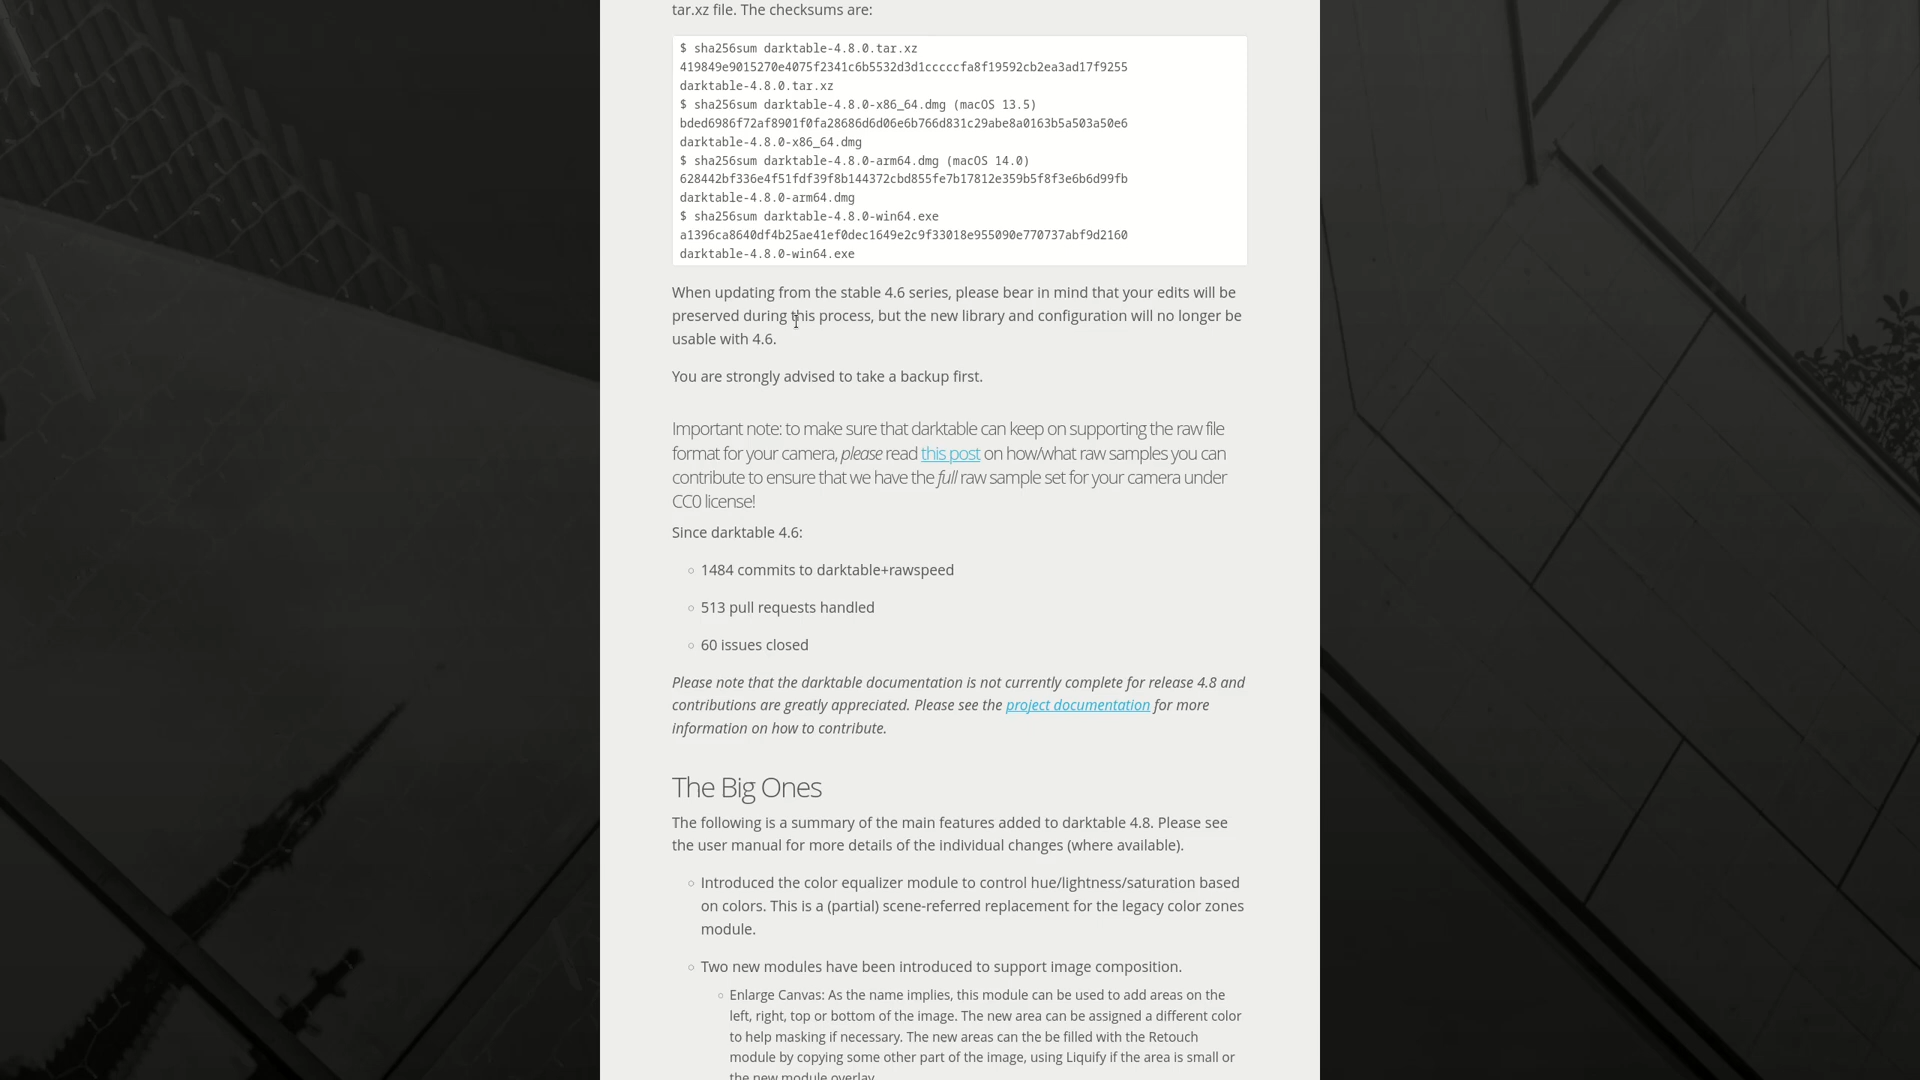 tar.xz file. The checksums are:
$ sha256sum darktable-4.8.0.tar.xz
419849e9015270e4075f2341c6b5532d3d1cccccfa8f19592cb2ea3ad17f9255
darktable-4.8.0.tar.xz
$ sha256sum darktable-4.8.0-x86_64.dmg (macOS 13.5)
bded6986f72af8901f0fa28686d6d06e6b766d831c29abe8a0163b5a503a50e6
darktable-4.8.0-x86_64.dmg
$ sha256sum darktable-4.8.0-arm64.dmg (macOS 14.0)
628442bf336e4f51fdf39f8b144372cbd855fe7b17812e359b5f8f3e6b6d99fb
darktable-4.8.0-arm64.dmg
$ sha256sum darktable-4.8.0-win64.exe
a1396ca8640df4b25ae41ef0dec1649e2c9f33018e955090e770737abf9d2160
darktable-4.8.0-win64.exe
When updating from the stable 4.6 series, please bear in mind that your edits will be
preserved during this process, but the new library and configuration will no longer be
usable with 4.6.
You are strongly advised to take a backup first.
Important note: to make sure that darktable can keep on supporting the raw file
format for your camera, please read this post on how/what raw samples you can
contribute to ensure that we have the full raw sample set for your camera under
CC0 license!
Since darktable 4.6:
1484 commits to darktable+rawspeed
513 pull requests handled
60 issues closed
Please note that the darktable documentation is not currently complete for release 4.8 and
contributions are greatly appreciated. Please see the project documentation for more
information on how to contribute.
The Big Ones
The following is a summary of the main features added to darktable 4.8. Please see
the user manual for more details of the individual changes (where available).
Introduced the color equalizer module to control hue/lightness/saturation based
on colors. This is a (partial) scene-referred replacement for the legacy color zones
module.
Two new modules have been introduced to support image composition.
Enlarge Canvas: As the name implies, this module can be used to add areas on the
left, right, top or bottom of the image. The new area can be assigned a different color
to help masking if necessary. The new areas can the be filled with the Retouch
module by copying some other part of the image, using Liquify if the area is small or
the new module overlay.